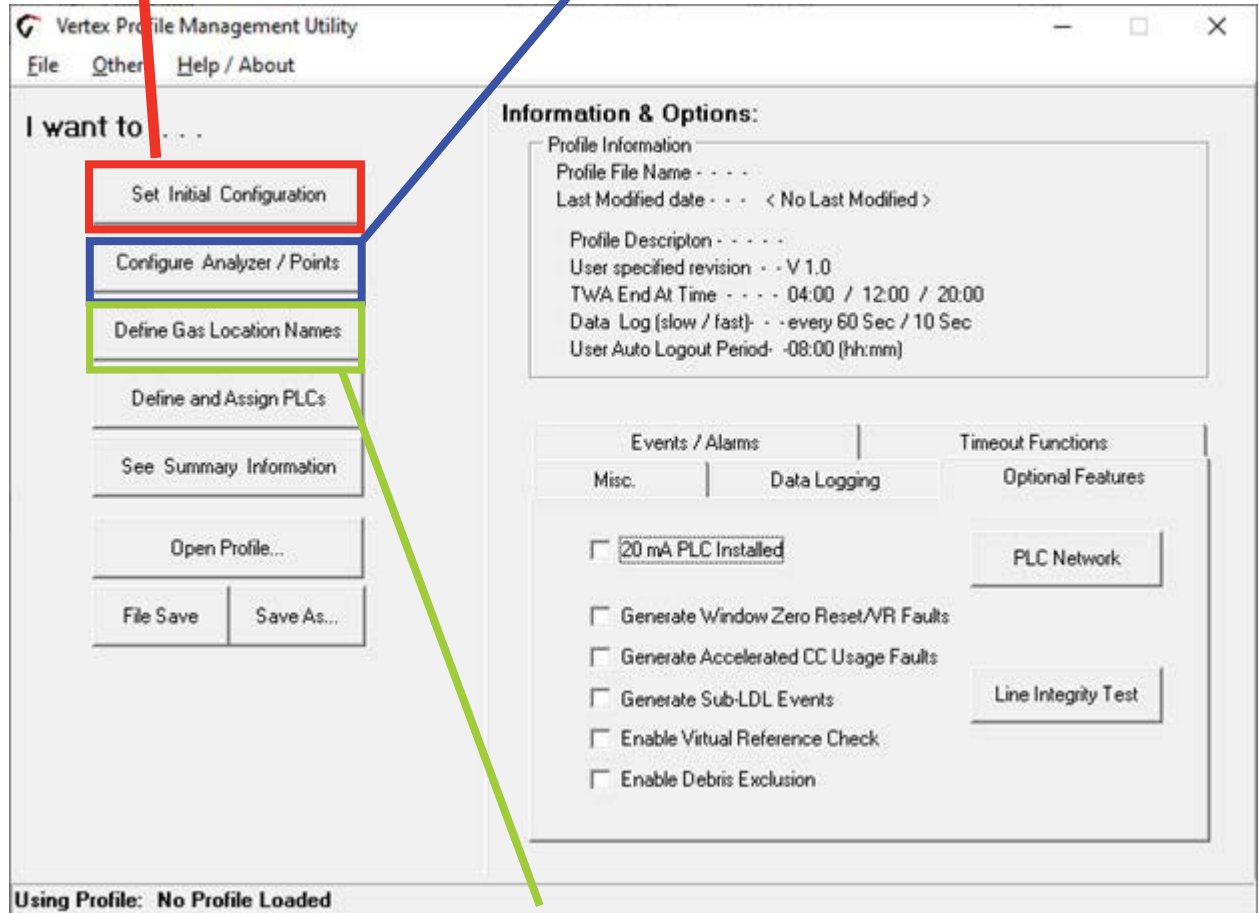 Vertex Profile Management Utility
File Other Help / About
I want to . . .
Set Initial Configuration
Configure Analyzer / Points
Define Gas Location Names
Define and Assign PLCs
See Summary Information
Open Profile...
File Save Save As...
Information & Options:
Profile Information
Profile File Name - - - -
Last Modified date - - - < No Last Modified >
Profile Descripton - - - - -
User specified revision - - V 1.0
TWA End At Time - - - - 04:00 / 12:00 / 20:00
Data Log (slow / fast)- - -every 60 Sec / 10 Sec
User Auto Logout Period- -08:00 (hh:mm)
Events / Alarms Timeout Functions
Misc. Data Logging Optional Features
20 mA PLC Installed
PLC Network
Generate Window Zero Reset/VR Faults
Generate Accelerated CC Usage Faults
Generate Sub-LDL Events
Line Integrity Test
Enable Virtual Reference Check
Enable Debris Exclusion
Using Profile: No Profile Loaded